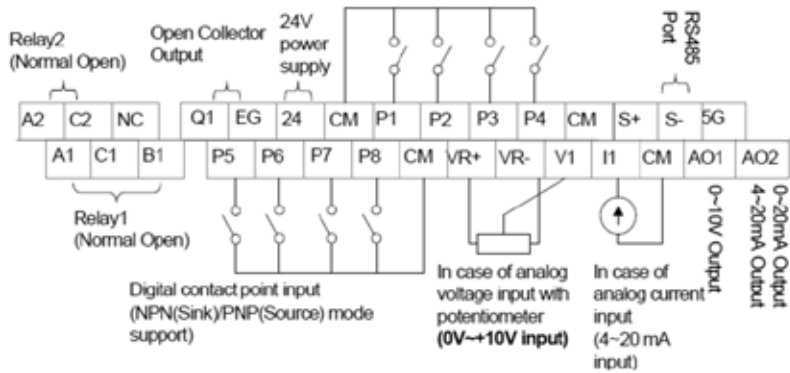 Relay2
(Normal Open)
Open Collector
Output
24V
power
supply
RS485
Port
A2 C2 NC Q1 EG 24 CM P1 P2 P3 P4 CM S+ S- 5G
A1 C1 B1 P5 P6 P7 P8 CM VR+ VR- V1 I1 CM AO1 AO2
Relay1
(Normal Open)
Digital contact point input
(NPN(Sink)/PNP(Source) mode
support)
In case of analog
voltage input with
potentiometer
(0V~+10V input)
In case of
analog current
input
(4~20 mA
input)
0~10V Output
0~20mA Output
4~20mA Output